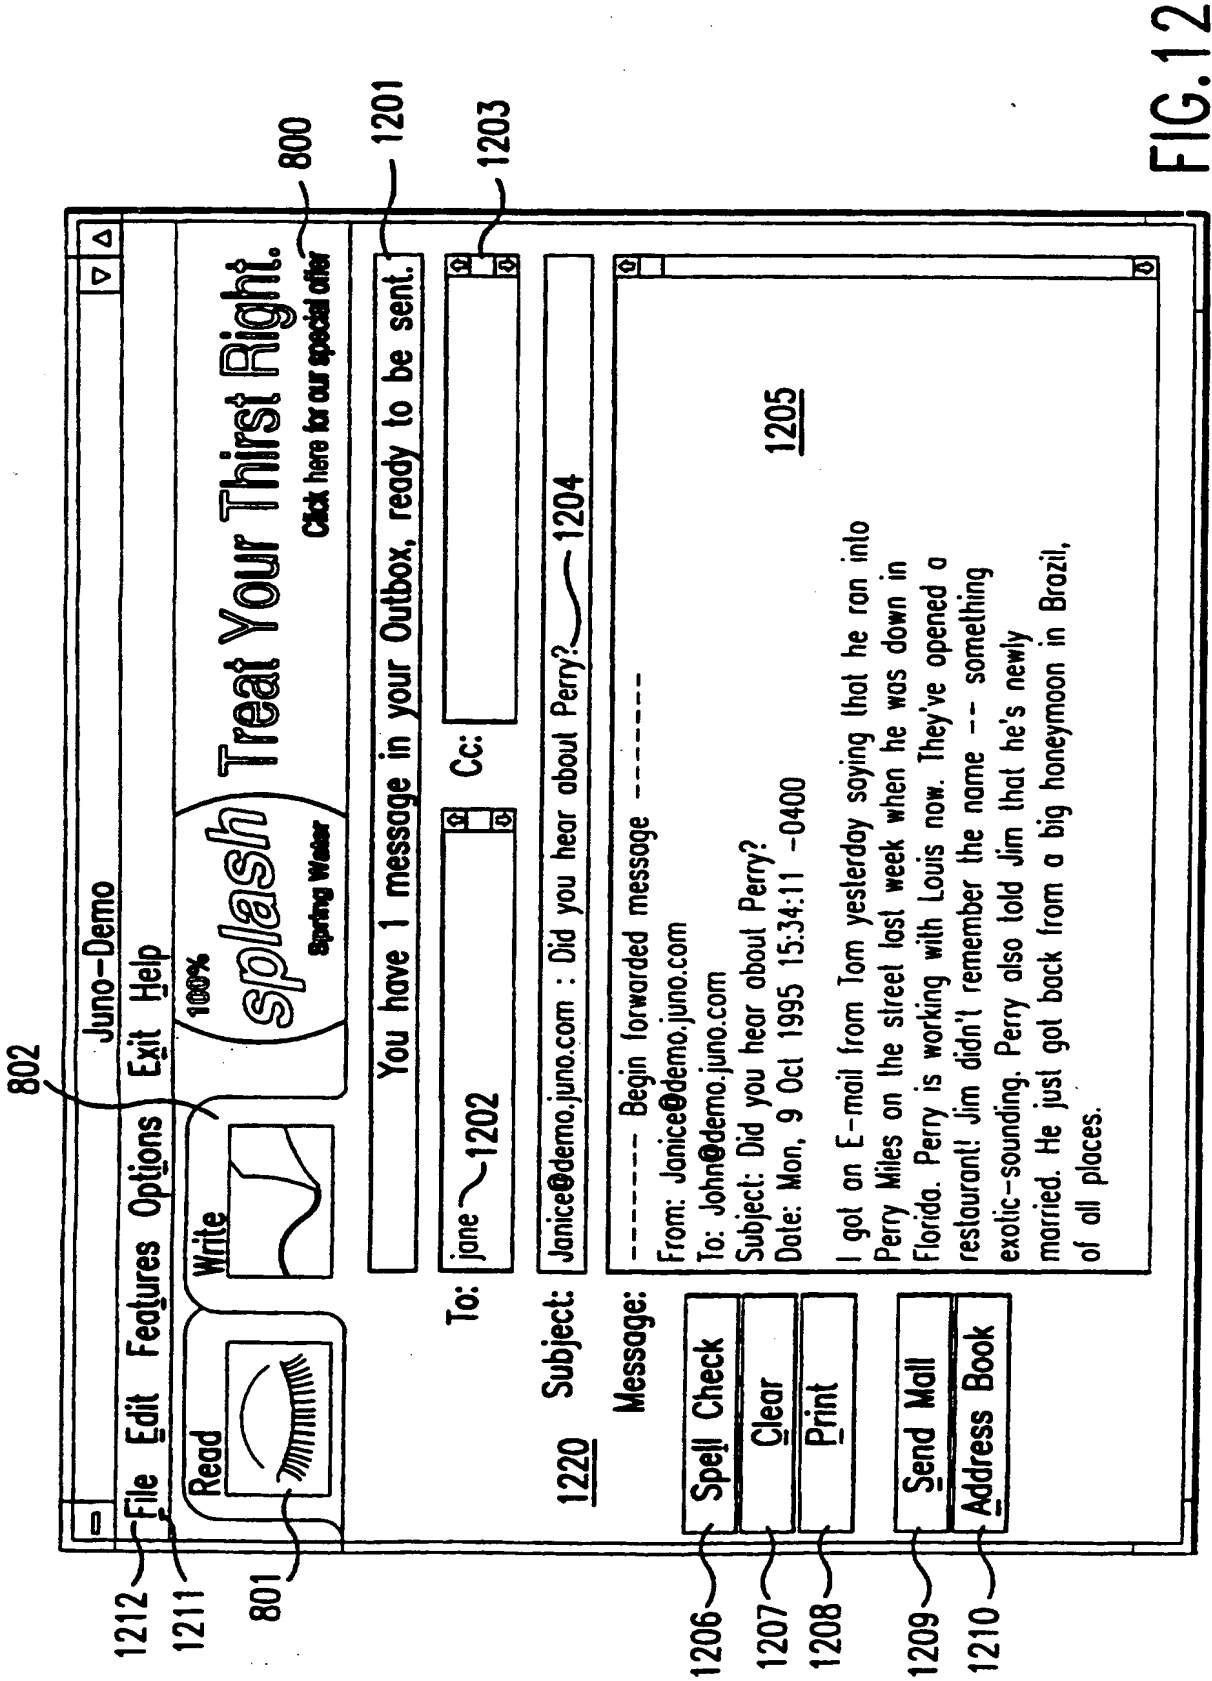 802
Juno-Demo
1212
File Edit Features Options Exit Help
1211
Read
Write
801
100%
splash
Spring Water
Treat Your Thirst Right.
Click here for our special offer
800
You have 1 message in your Outbox, ready to be sent.
1201
To: jane 1202
Cc:
1203
Subject: Janice@demo.juno.com : Did you hear about Perry? 1204
1220
Message:
------- Begin forwarded message -------
From: Janice@demo.juno.com
To: John@demo.juno.com
Subject: Did you hear about Perry?
Date: Mon, 9 Oct 1995 15:34:11 -0400
1205
I got an E-mail from Tom yesterday saying that he ran into
Perry Miles on the street last week when he was down in
Florida. Perry is working with Louis now. They've opened a
restaurant! Jim didn't remember the name -- something
exotic-sounding. Perry also told Jim that he's newly
married. He just got back from a big honeymoon in Brazil,
of all places.
1206 Spell Check
1207 Clear
1208 Print
1209 Send Mail
1210 Address Book
FIG.12